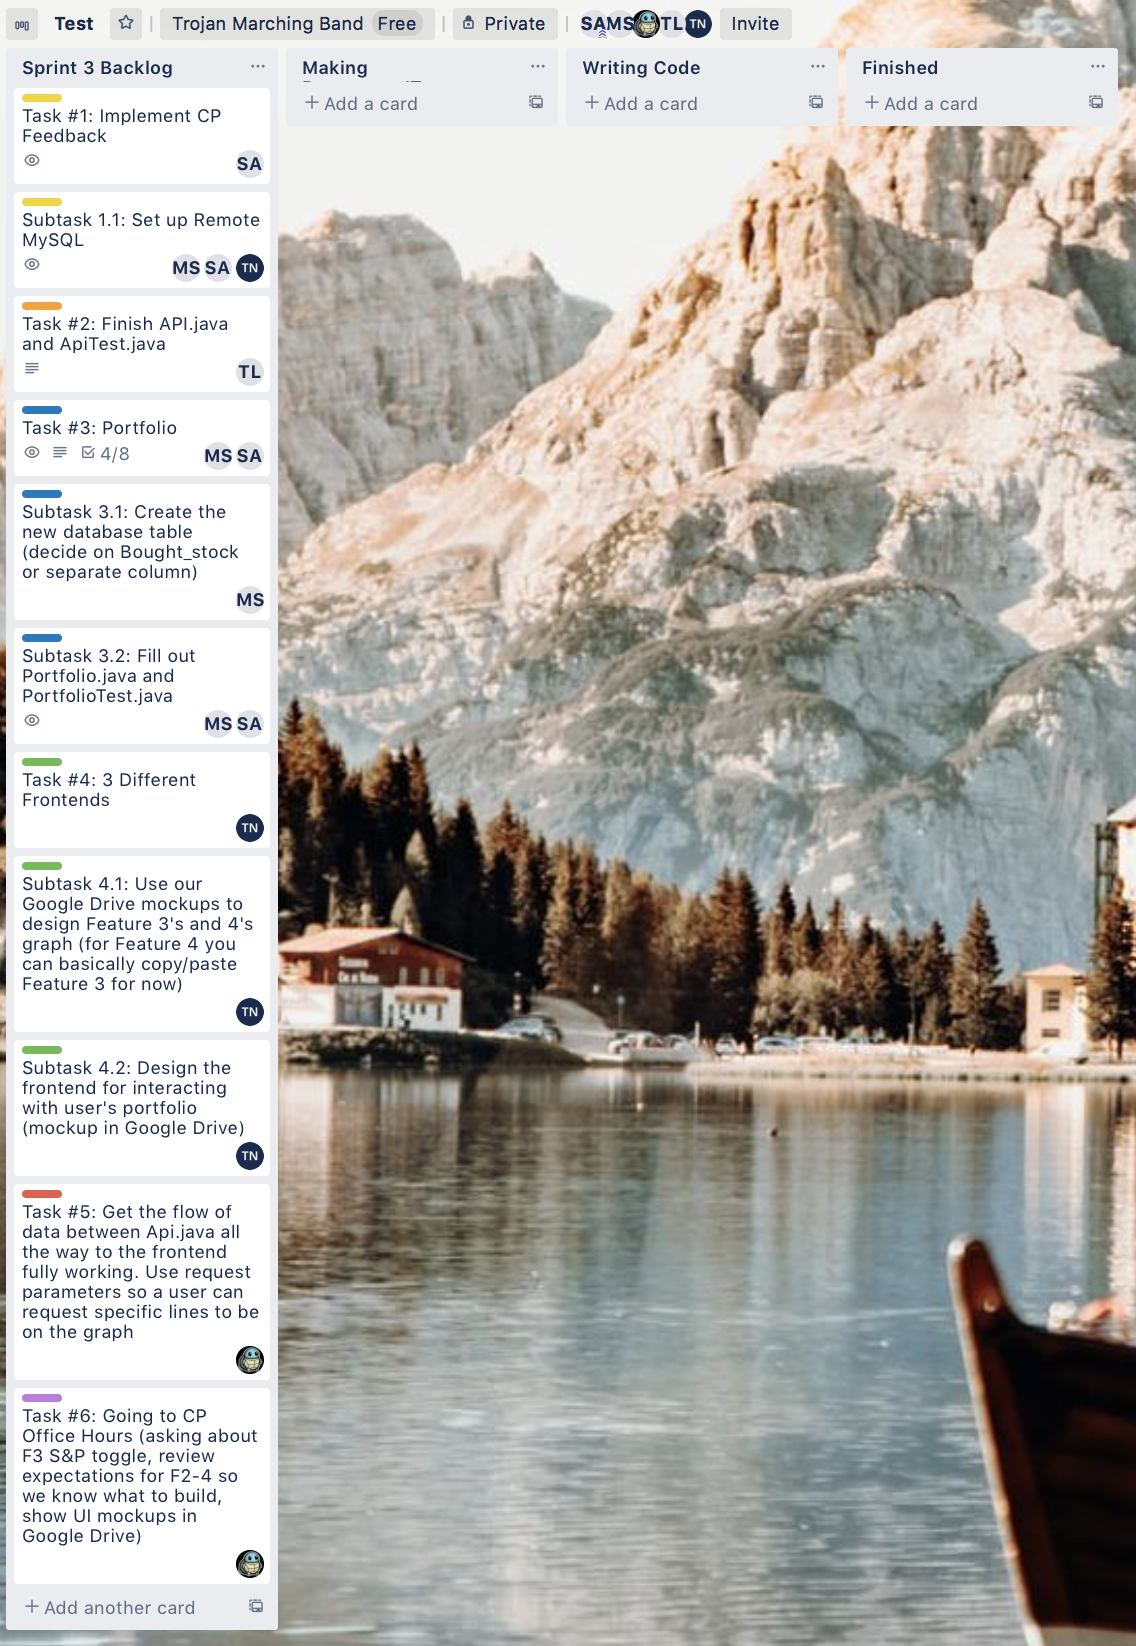 Test
Trojan Marching Band Free
Private
SA MS TL TN
Invite
Sprint 3 Backlog
Task #1: Implement CP
Feedback
SA
Subtask 1.1: Set up Remote
MySQL
MS SA TN
Task #2: Finish API.java
and ApiTest.java
TL
Task #3: Portfolio
4/8
MS SA
Subtask 3.1: Create the
new database table
(decide on Bought_stock
or separate column)
MS
Subtask 3.2: Fill out
Portfolio.java and
PortfolioTest.java
MS SA
Task #4: 3 Different
Frontends
TN
Subtask 4.1: Use our
Google Drive mockups to
design Feature 3's and 4's
graph (for Feature 4 you
can basically copy/paste
Feature 3 for now)
TN
Subtask 4.2: Design the
frontend for interacting
with user's portfolio
(mockup in Google Drive)
TN
Task #5: Get the flow of
data between Api.java all
the way to the frontend
fully working. Use request
parameters so a user can
request specific lines to be
on the graph
Task #6: Going to CP
Office Hours (asking about
F3 S&P toggle, review
expectations for F2-4 so
we know what to build,
show UI mockups in
Google Drive)
+ Add another card
Making
+ Add a card
Writing Code
+ Add a card
Finished
+ Add a card